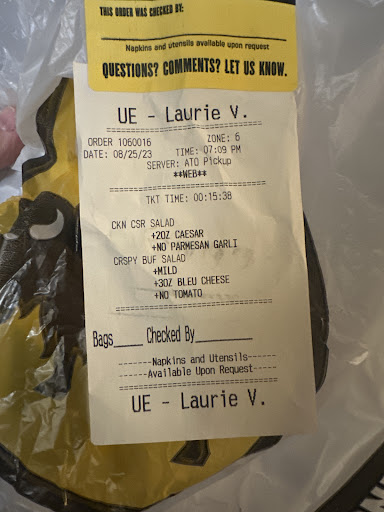 THIS ORDER WAS CHECKED BY:
Napkins and utensils available upon request
QUESTIONS? COMMENTS? LET US KNOW.
UE - Laurie V.
ORDER 1060016 ZONE: 6
DATE: 08/25/23 TIME: 07:09 PM
SERVER: ATO Pickup
**WEB**
TKT TIME: 00:15:38
CKN CSR SALAD
+2OZ CAESAR
+NO PARMESAN GARLI
CRSPY BUF SALAD
+MILD
+3OZ BLEU CHEESE
+NO TOMATO
Bags_____ Checked By__________
-------Napkins and Utensils-----
------Available Upon Request----
UE - Laurie V.